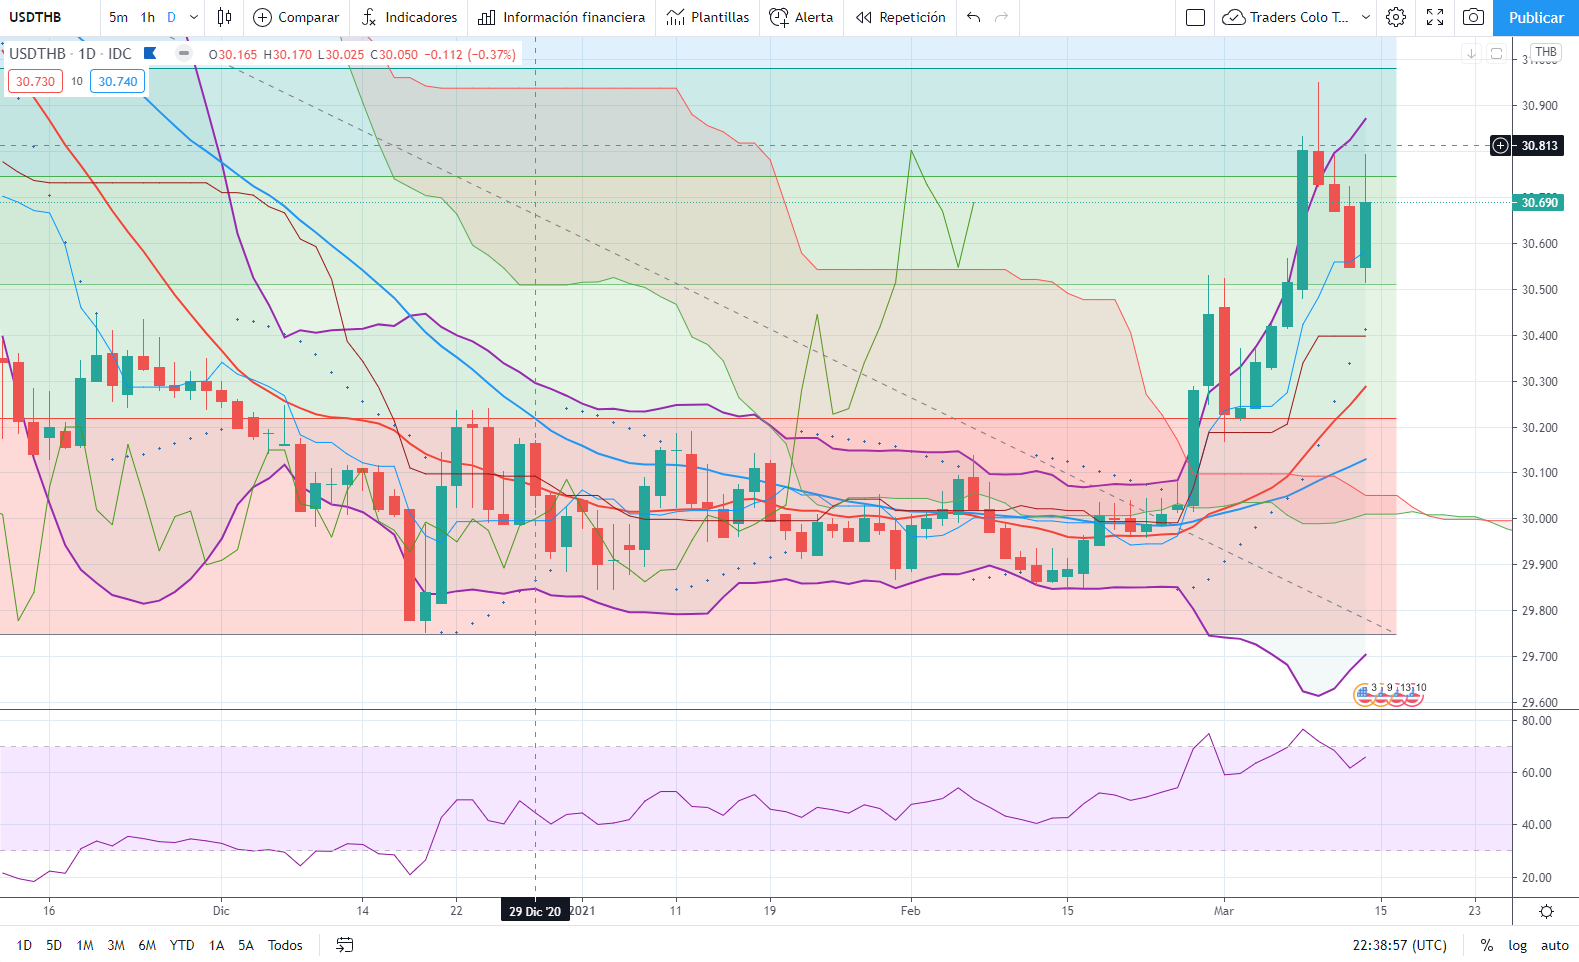 USDTHB 5m 1h D Comparar Indicadores Información financiera Plantillas Alerta Repetición Traders Colo T... Publicar
USDTHB · 1D · IDC O30.165 H30.170 L30.025 C30.050 −0.112 (−0.37%)
30.730 10 30.740
THB
30.900
30.813
30.690
30.600
30.500
30.400
30.300
30.200
30.100
30.000
29.900
29.800
29.700
29.600
3 9 13 10
80.00
60.00
40.00
20.00
16 Dic 14 22 29 Dic '20 2021 11 19 Feb 15 Mar 15 23
1D 5D 1M 3M 6M YTD 1A 5A Todos 22:38:57 (UTC) % log auto